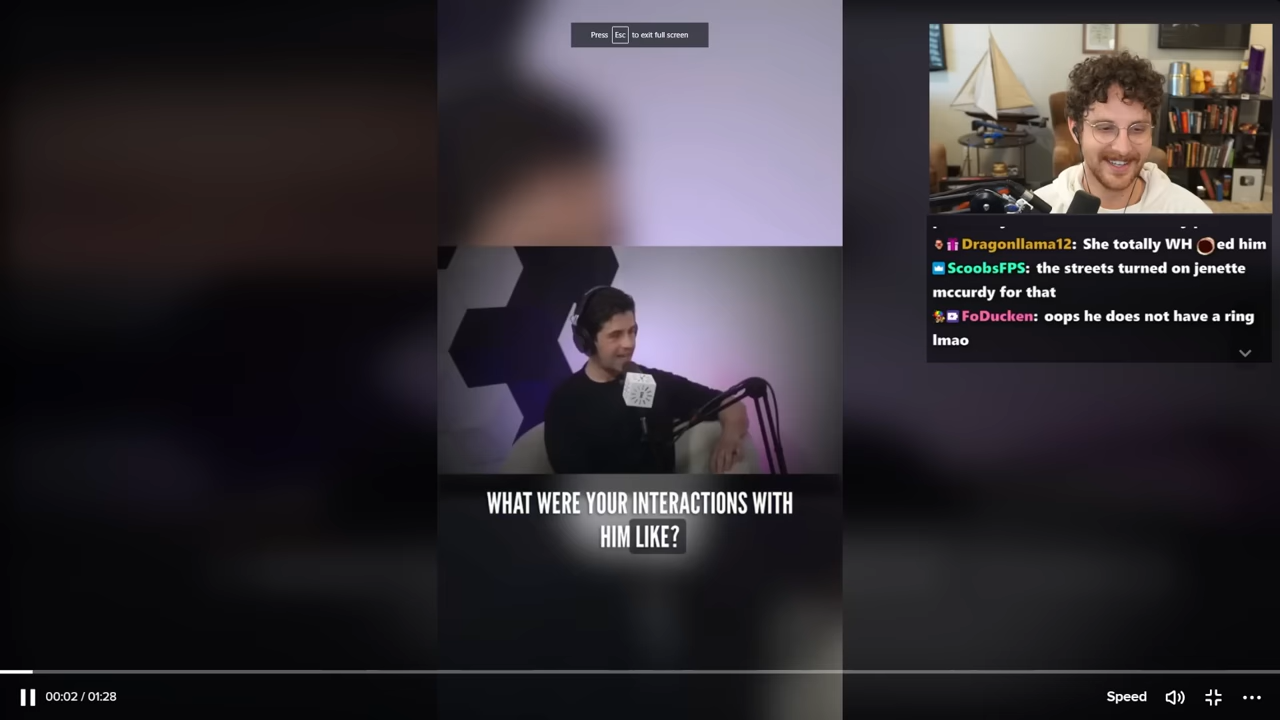 Press Esc to exit full screen
Dragonllama12: She totally WH ed him
ScoobsFPS: the streets turned on jenette
mccurdy for that
FoDucken: oops he does not have a ring
lmao
WHAT WERE YOUR INTERACTIONS WITH
HIM LIKE?
00:02 / 01:28
Speed